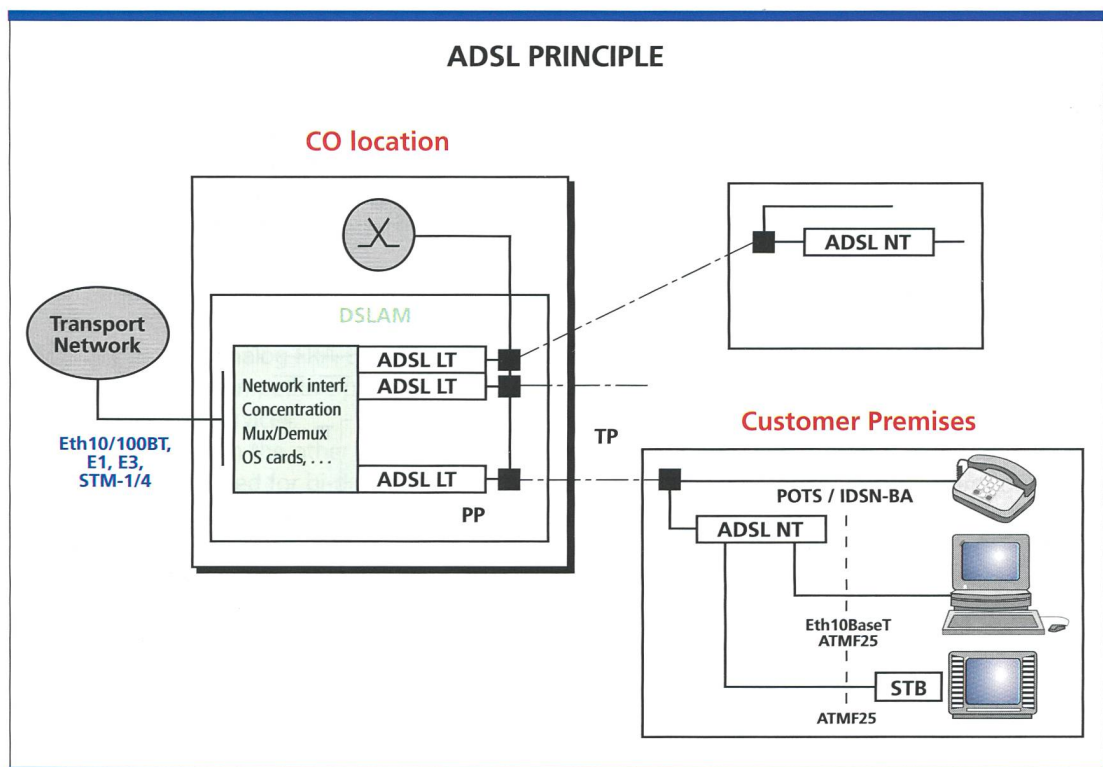 ADSL PRINCIPLE
CO location
Transport
Network
Eth10/100BT,
E1, E3,
STM-1/4
DSLAM
Network interf.
Concentration
Mux/Demux
OS cards, . . .
ADSL LT
ADSL LT
ADSL LT
PP
TP
ADSL NT
Customer Premises
POTS / IDSN-BA
ADSL NT
Eth10BaseT
ATMF25
STB
ATMF25